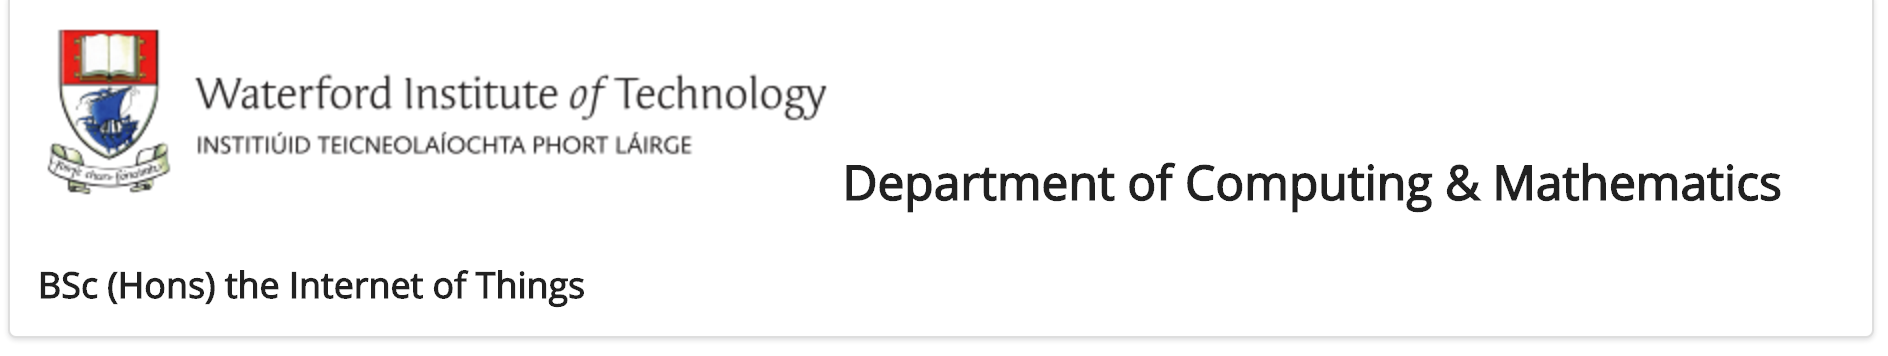 Waterford Institute of Technology
INSTITIÚID TEICNEOLAÍOCHTA PHORT LÁIRGE
Department of Computing & Mathematics
BSc (Hons) the Internet of Things